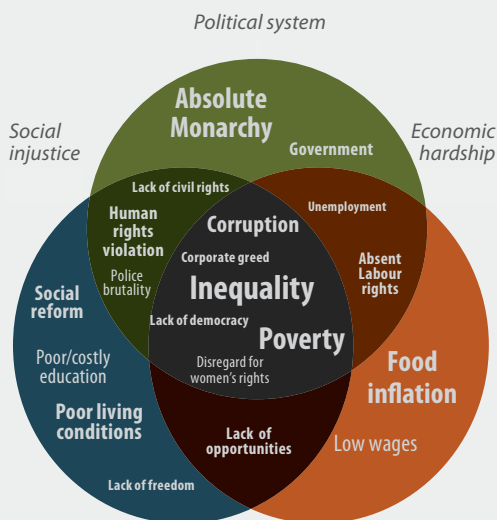 Political system
Absolute
Monarchy
Social
injustice
Economic
hardship
Government
Lack of civil rights
Unemployment
Human
rights
violation
Corruption
Corporate greed
Absent
Labour
rights
Police
brutality
Inequality
Social
reform
Lack of democracy
Poverty
Poor/costly
education
Disregard for
women's rights
Food
inflation
Poor living
conditions
Lack of
opportunities
Low wages
Lack of freedom